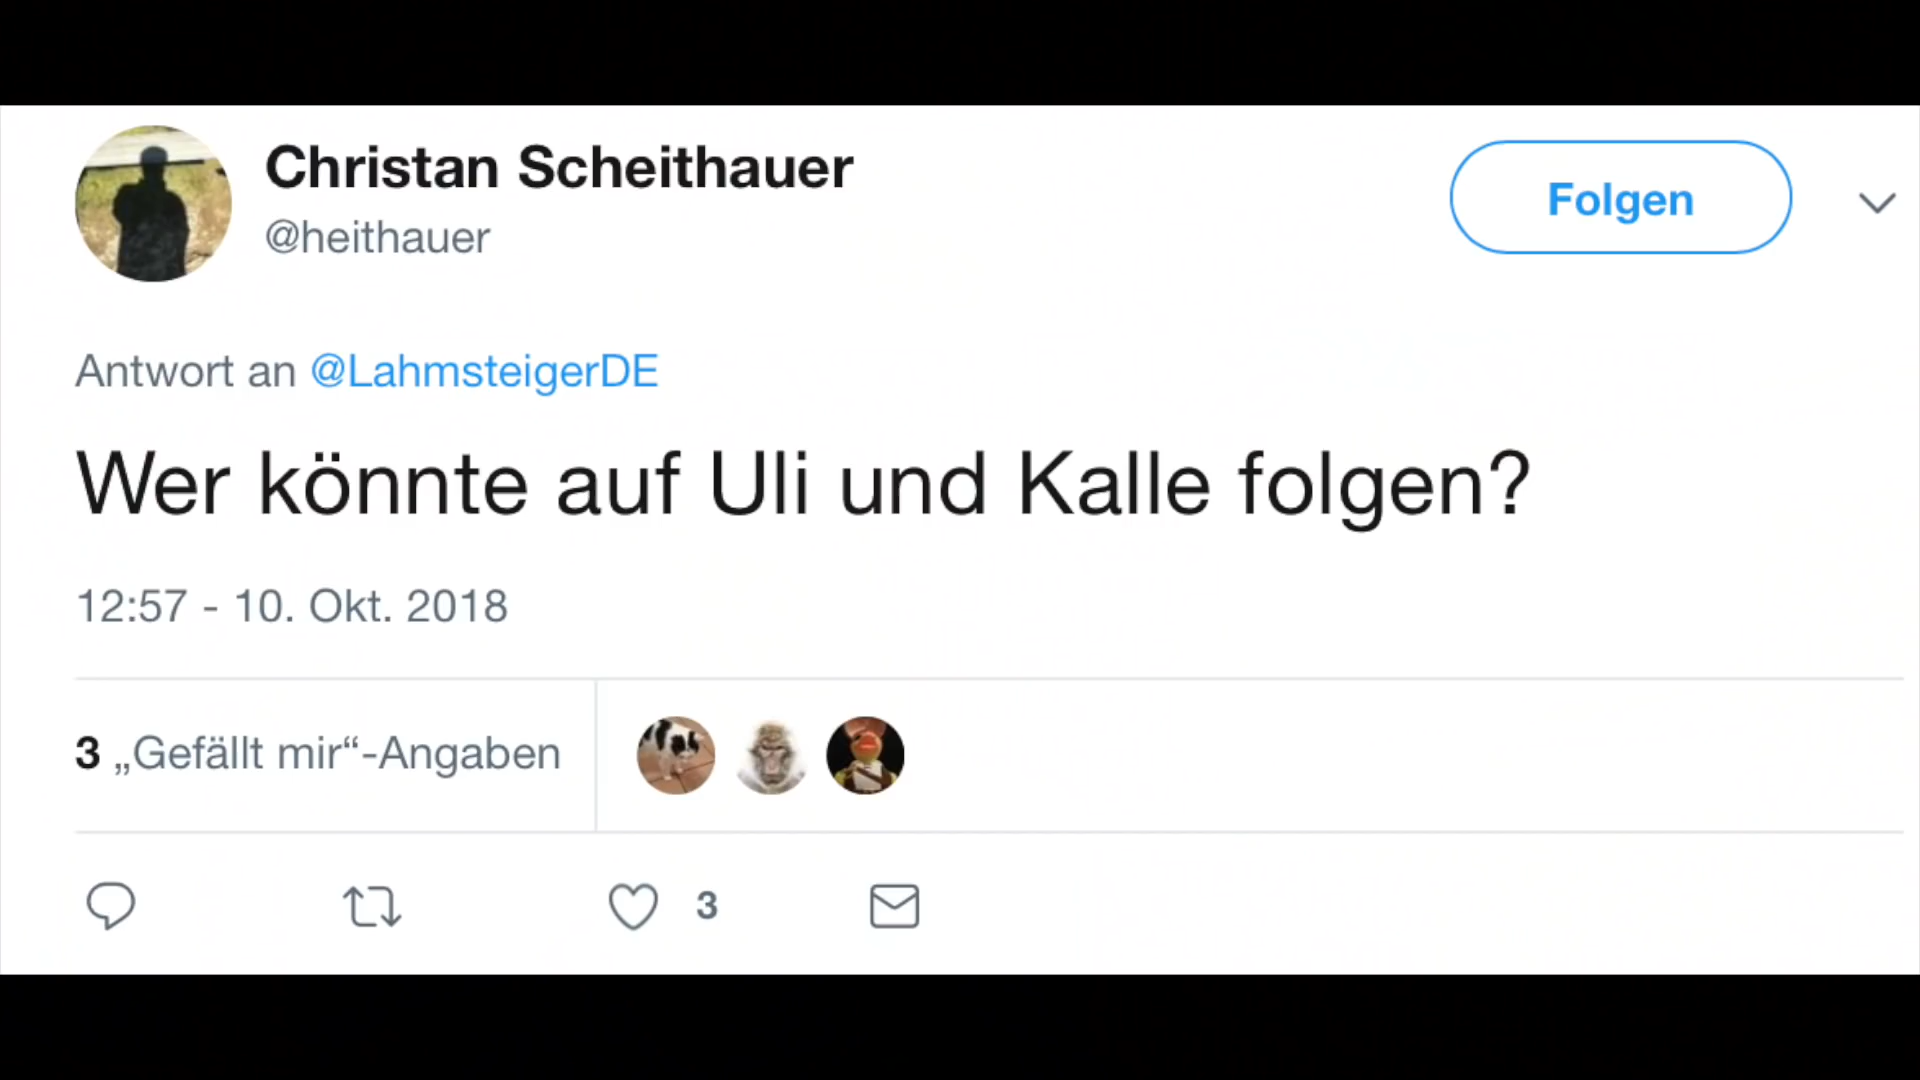 Christan Scheithauer
Folgen
@heithauer
Antwort an @LahmsteigerDE
Wer könnte auf Uli und Kalle folgen?
12:57 - 10. Okt. 2018
3 „Gefällt mir“-Angaben
3